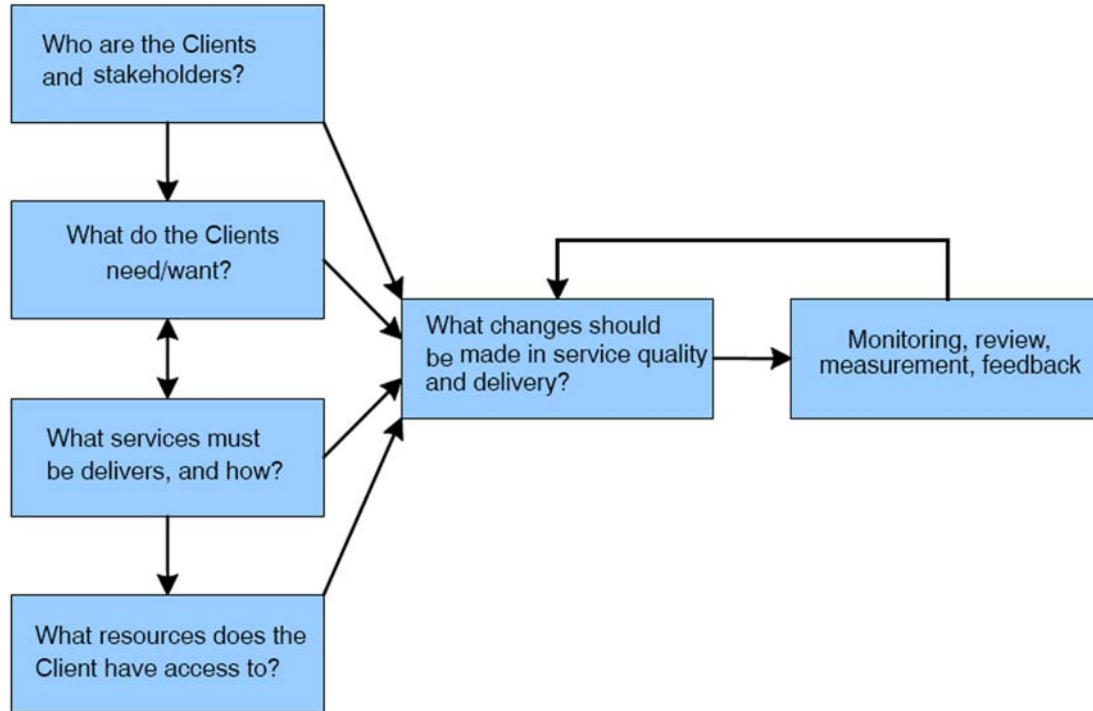 Who are the Clients
and stakeholders?
What do the Clients
need/want?
What services must
be delivers, and how?
What resources does the
Client have access to?
What changes should
be made in service quality
and delivery?
Monitoring, review,
measurement, feedback